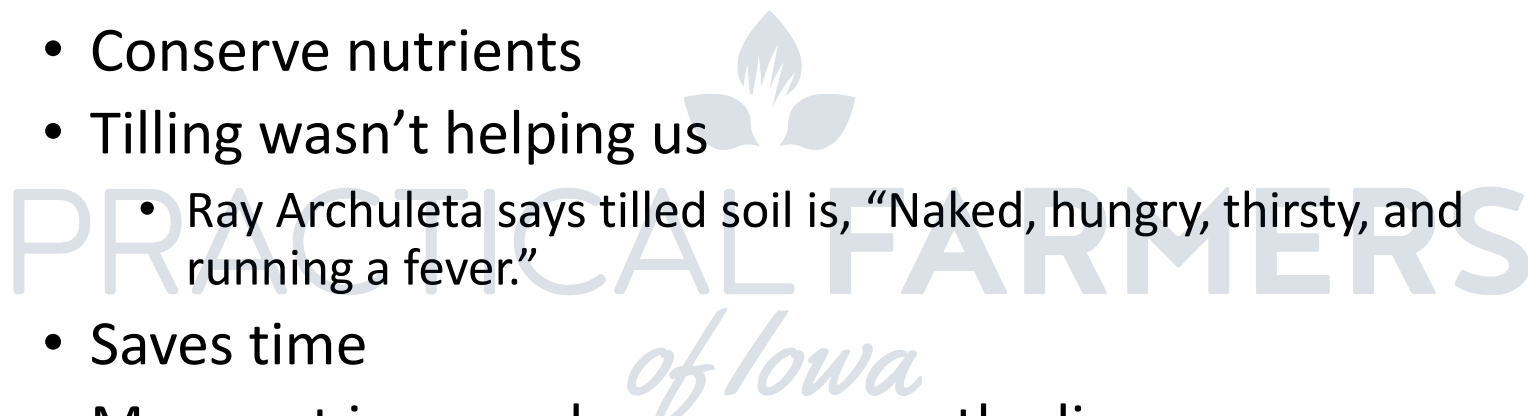 • Conserve nutrients
• Tilling wasn’t helping us
• Ray Archuleta says tilled soil is, “Naked, hungry, thirsty, and
running a fever.”
PRACTICAL FARMERS
of Iowa
• Saves time